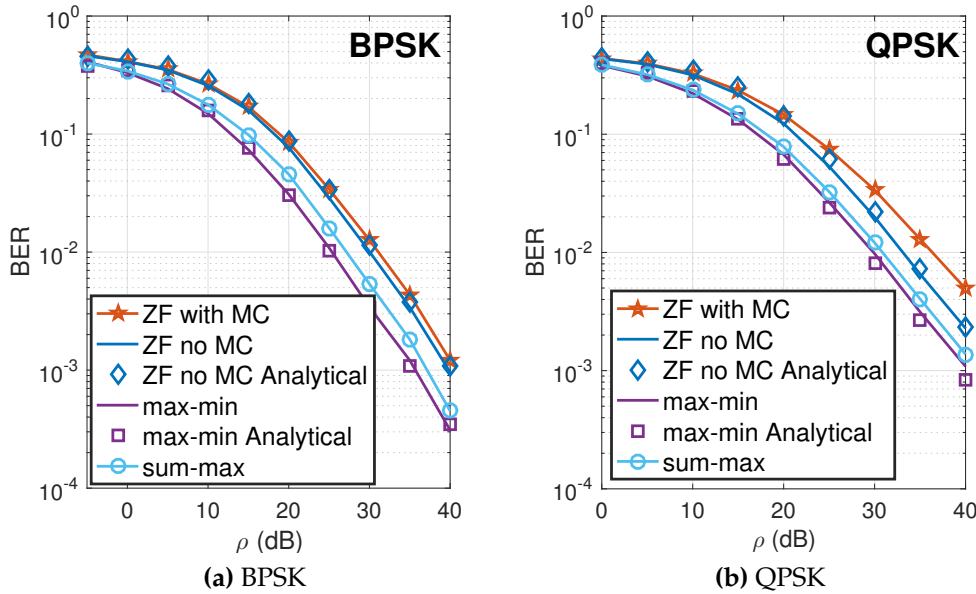 BPSK
10^0
10^-1
10^-2
10^-3
10^-4
BER
ZF with MC
ZF no MC
ZF no MC Analytical
max-min
max-min Analytical
sum-max
0 10 20 30 40
ρ (dB)
(a) BPSK
QPSK
10^0
10^-1
10^-2
10^-3
10^-4
BER
ZF with MC
ZF no MC
ZF no MC Analytical
max-min
max-min Analytical
sum-max
0 10 20 30 40
ρ (dB)
(b) QPSK